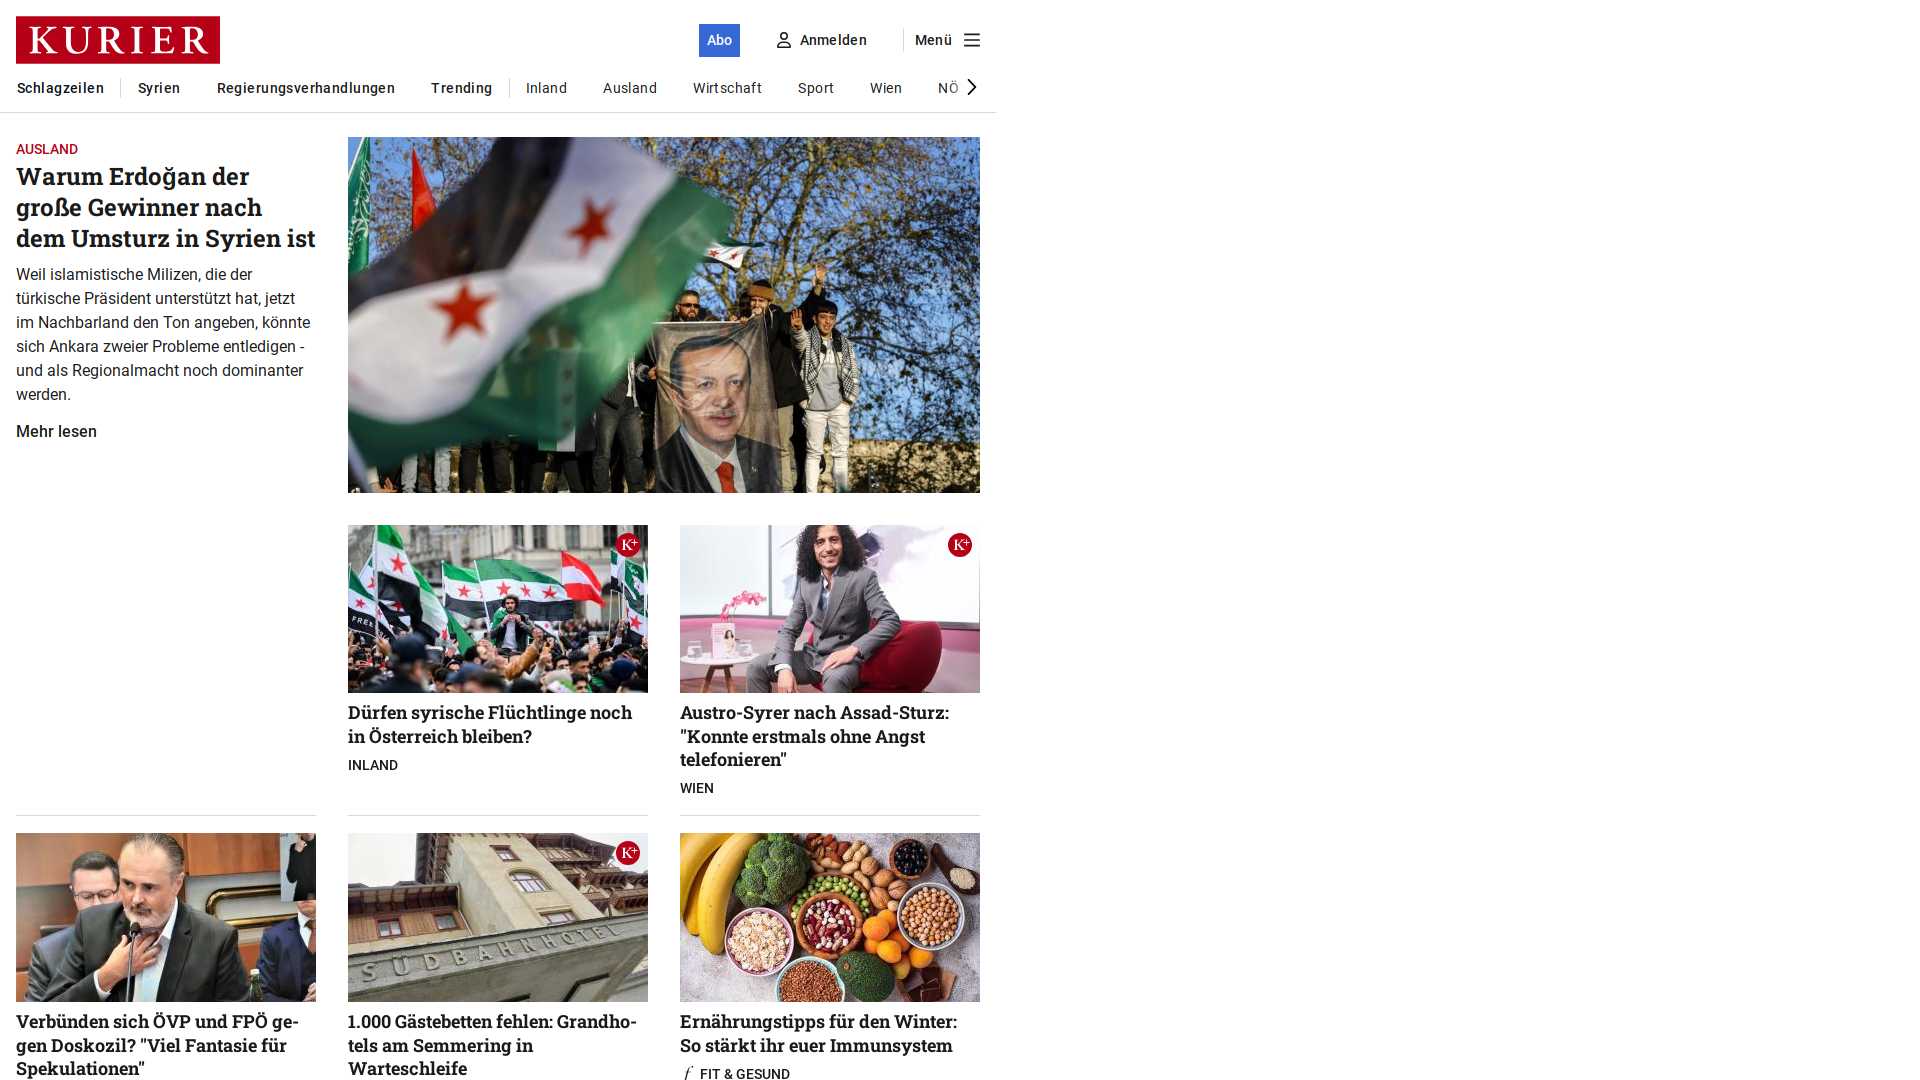 KURIER
Abo
Anmelden
Menü
Schlagzeilen
Syrien
Regierungsverhandlungen
Trending
Inland
Ausland
Wirtschaft
Sport
Wien
NÖ
AUSLAND
Warum Erdoğan der
große Gewinner nach
dem Umsturz in Syrien ist
Weil islamistische Milizen, die der
türkische Präsident unterstützt hat, jetzt
im Nachbarland den Ton angeben, könnte
sich Ankara zweier Probleme entledigen -
und als Regionalmacht noch dominanter
werden.
Mehr lesen
K+
K+
Dürfen syrische Flüchtlinge noch
in Österreich bleiben?
INLAND
Austro-Syrer nach Assad-Sturz:
"Konnte erstmals ohne Angst
telefonieren"
WIEN
K+
SÜDBAHNHOTEL
Verbünden sich ÖVP und FPÖ ge-
gen Doskozil? "Viel Fantasie für
Spekulationen"
1.000 Gästebetten fehlen: Grandho-
tels am Semmering in
Warteschleife
Ernährungstipps für den Winter:
So stärkt ihr euer Immunsystem
f FIT & GESUND